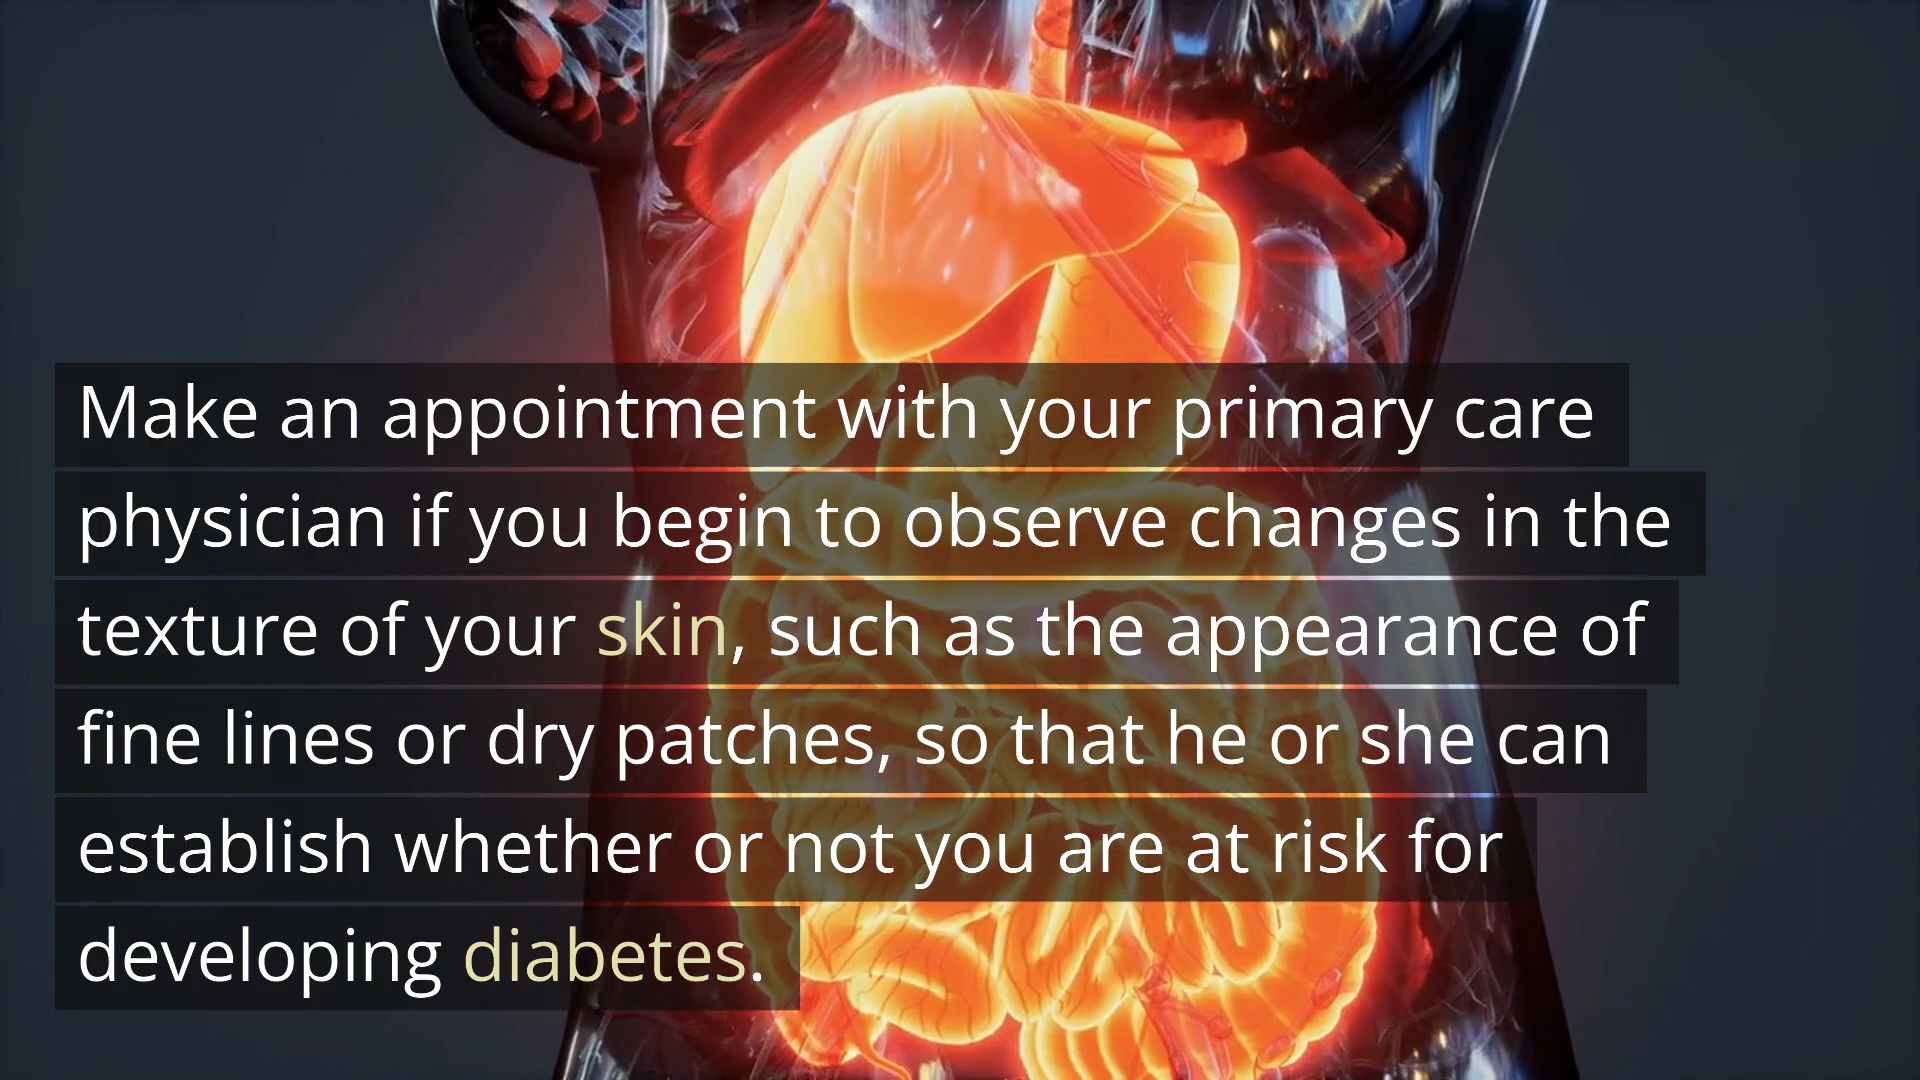 Make an appointment with your primary care
physician if you begin to observe changes in the
texture of your skin, such as the appearance of
fine lines or dry patches, so that he or she can
establish whether or not you are at risk for
developing diabetes.